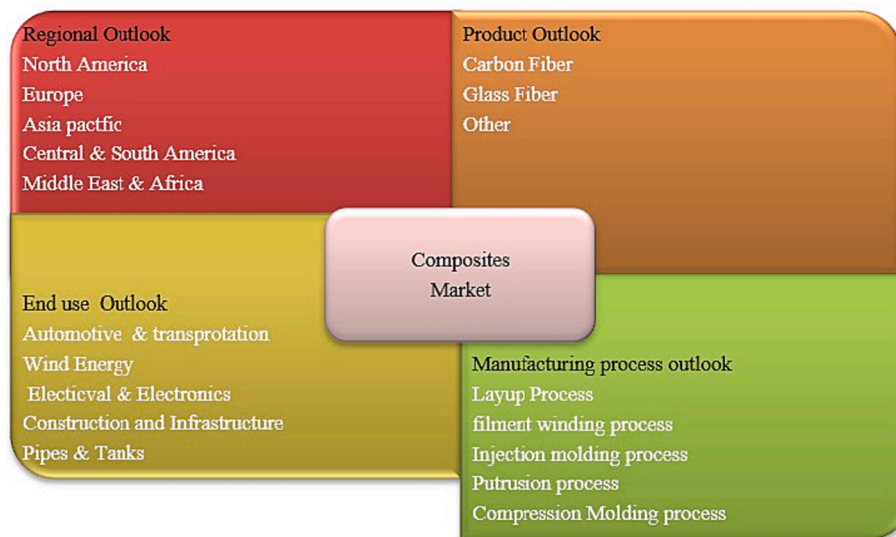 Regional Outlook
North America
Europe
Asia pactfic
Central & South America
Middle East & Africa
Product Outlook
Carbon Fiber
Glass Fiber
Other
Composites
Market
End use Outlook
Automotive & transprotation
Wind Energy
Electicval & Electronics
Construction and Infrastructure
Pipes & Tanks
Manufacturing process outlook
Layup Process
filment winding process
Injection molding process
Putrusion process
Compression Molding process